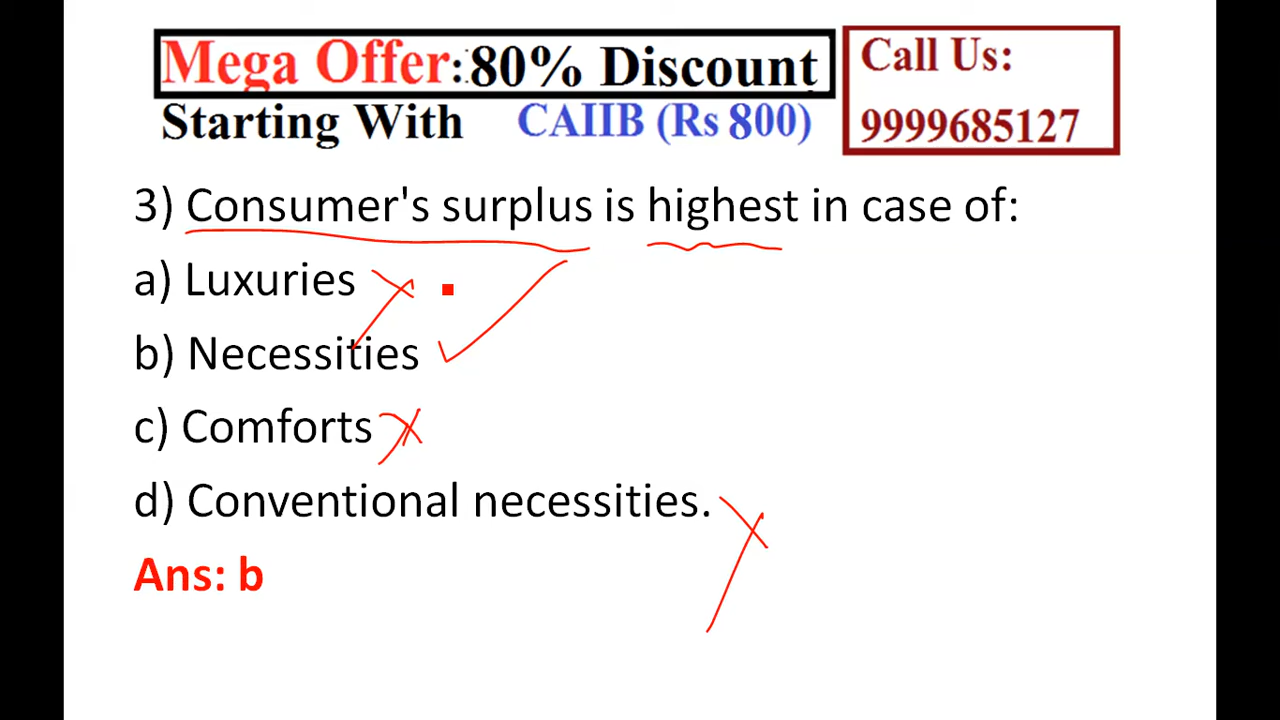 Mega Offer: 80% Discount
Starting With CAIIB (Rs 800)
Call Us:
9999685127
3) Consumer's surplus is highest in case of:
a) Luxuries
b) Necessities
c) Comforts
d) Conventional necessities.
Ans: b